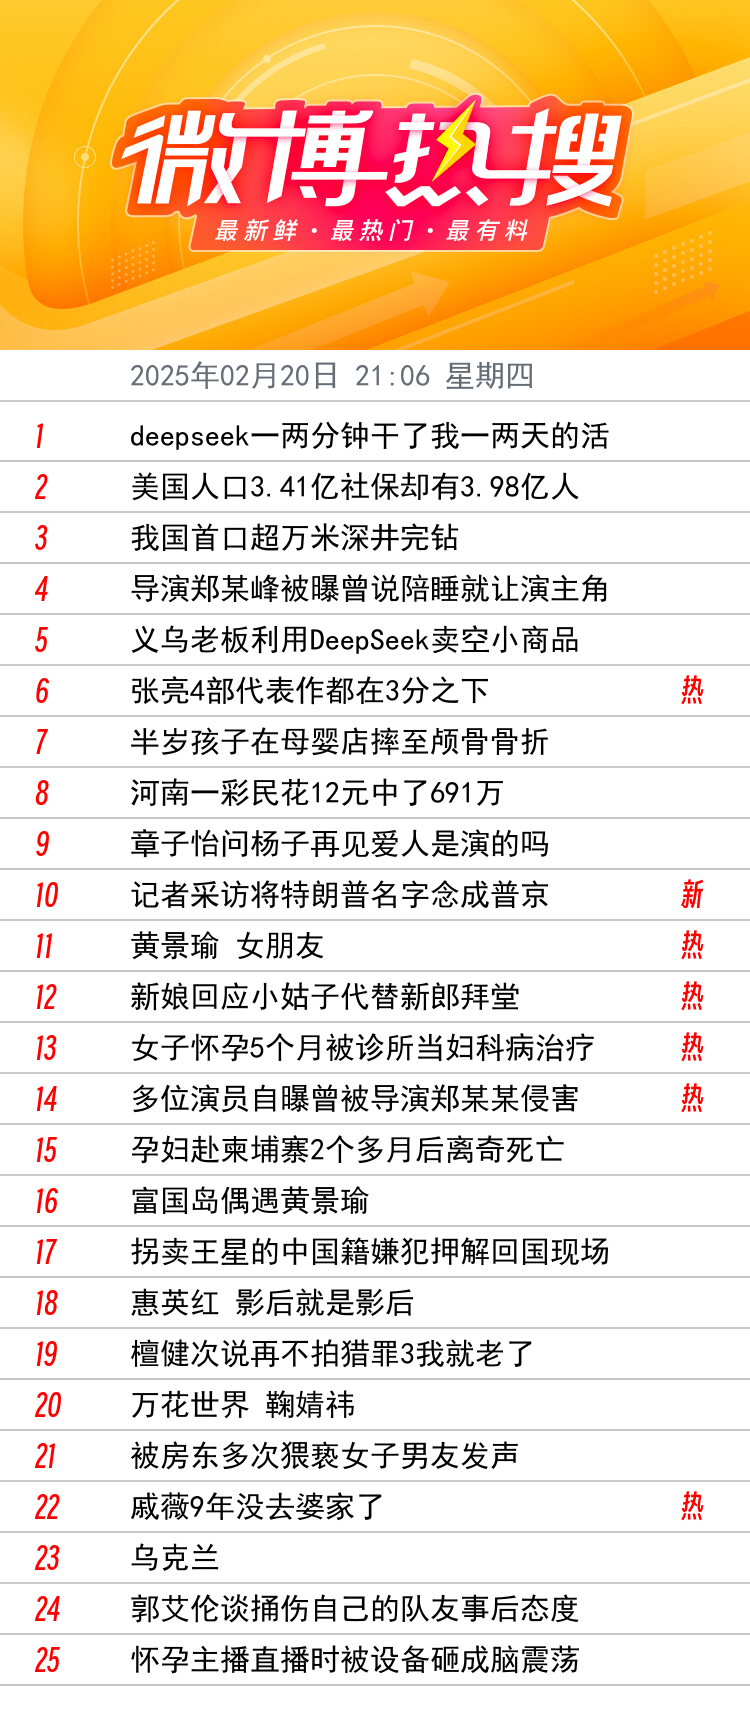 微博热搜
最新鲜·最热门·最有料
2025年02月20日 21:06 星期四
1 deepseek一两分钟干了我一两天的活
2 美国人口3.41亿社保却有3.98亿人
3 我国首口超万米深井完钻
4 导演郑某峰被曝曾说陪睡就让演主角
5 义乌老板利用DeepSeek卖空小商品
6 张亮4部代表作都在3分之下 热
7 半岁孩子在母婴店摔至颅骨骨折
8 河南一彩民花12元中了691万
9 章子怡问杨子再见爱人是演的吗
10 记者采访将特朗普名字念成普京 新
11 黄景瑜 女朋友 热
12 新娘回应小姑子代替新郎拜堂 热
13 女子怀孕5个月被诊所当妇科病治疗 热
14 多位演员自曝曾被导演郑某某侵害 热
15 孕妇赴柬埔寨2个多月后离奇死亡
16 富国岛偶遇黄景瑜
17 拐卖王星的中国籍嫌犯押解回国现场
18 惠英红 影后就是影后
19 檀健次说再不拍猎罪3我就老了
20 万花世界 鞠婧祎
21 被房东多次猥亵女子男友发声
22 戚薇9年没去婆家了 热
23 乌克兰
24 郭艾伦谈捅伤自己的队友事后态度
25 怀孕主播直播时被设备砸成脑震荡